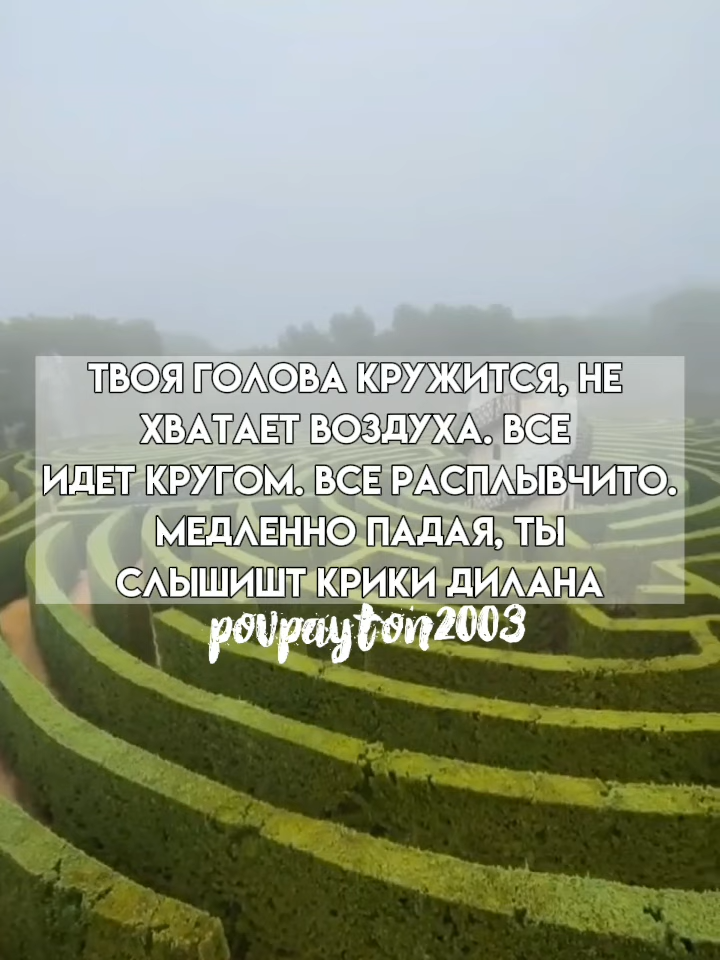 ТВОЯ ГОЛОВА КРУЖИТСЯ, НЕ
ХВАТАЕТ ВОЗДУХА. ВСЕ
ИДЕТ КРУГОМ. ВСЕ РАСПЛЫВЧИТО.
МЕДЛЕННО ПАДАЯ, ТЫ
СЛЫШИШТ КРИКИ ДИЛАНА
povpayton2003